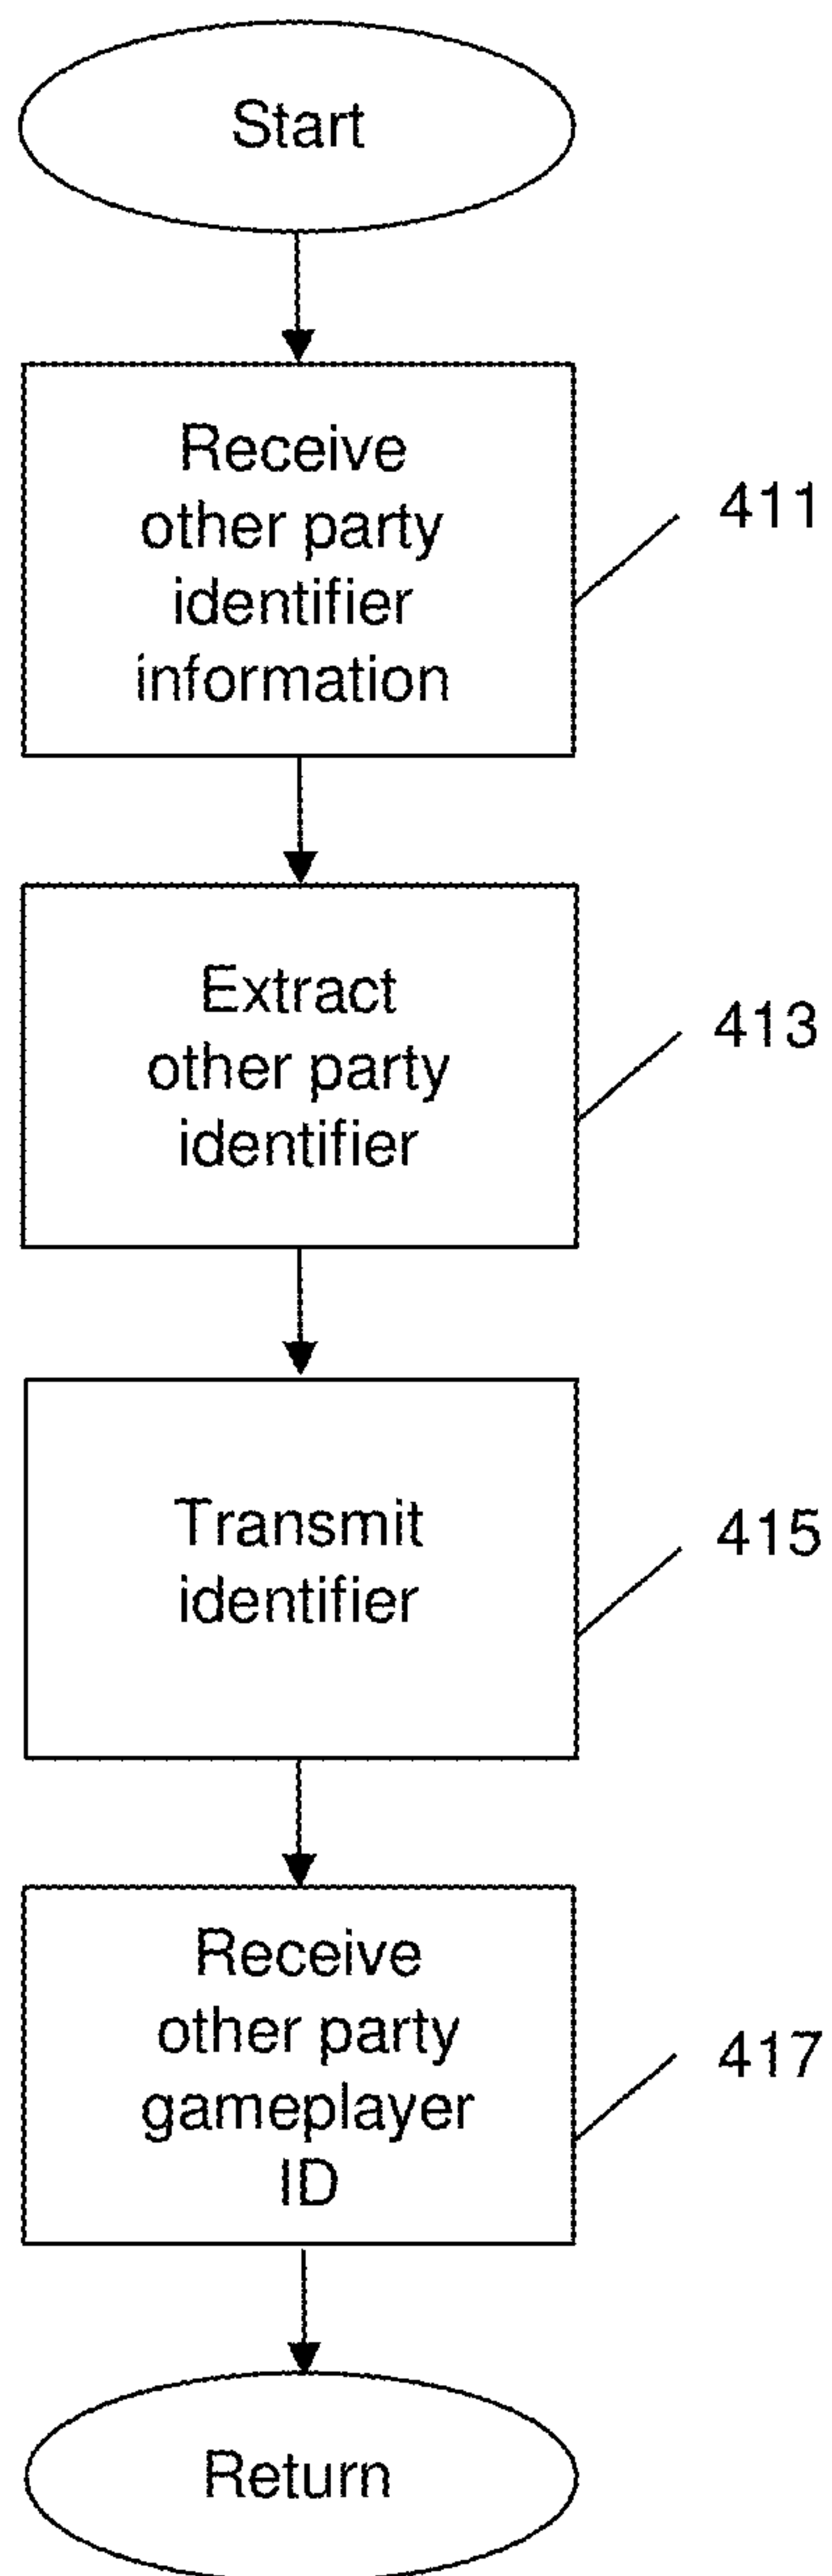 Start
Receive
other party
identifier
information
411
Extract
other party
identifier
413
Transmit
identifier
415
Receive
other party
gameplayer
ID
417
Return